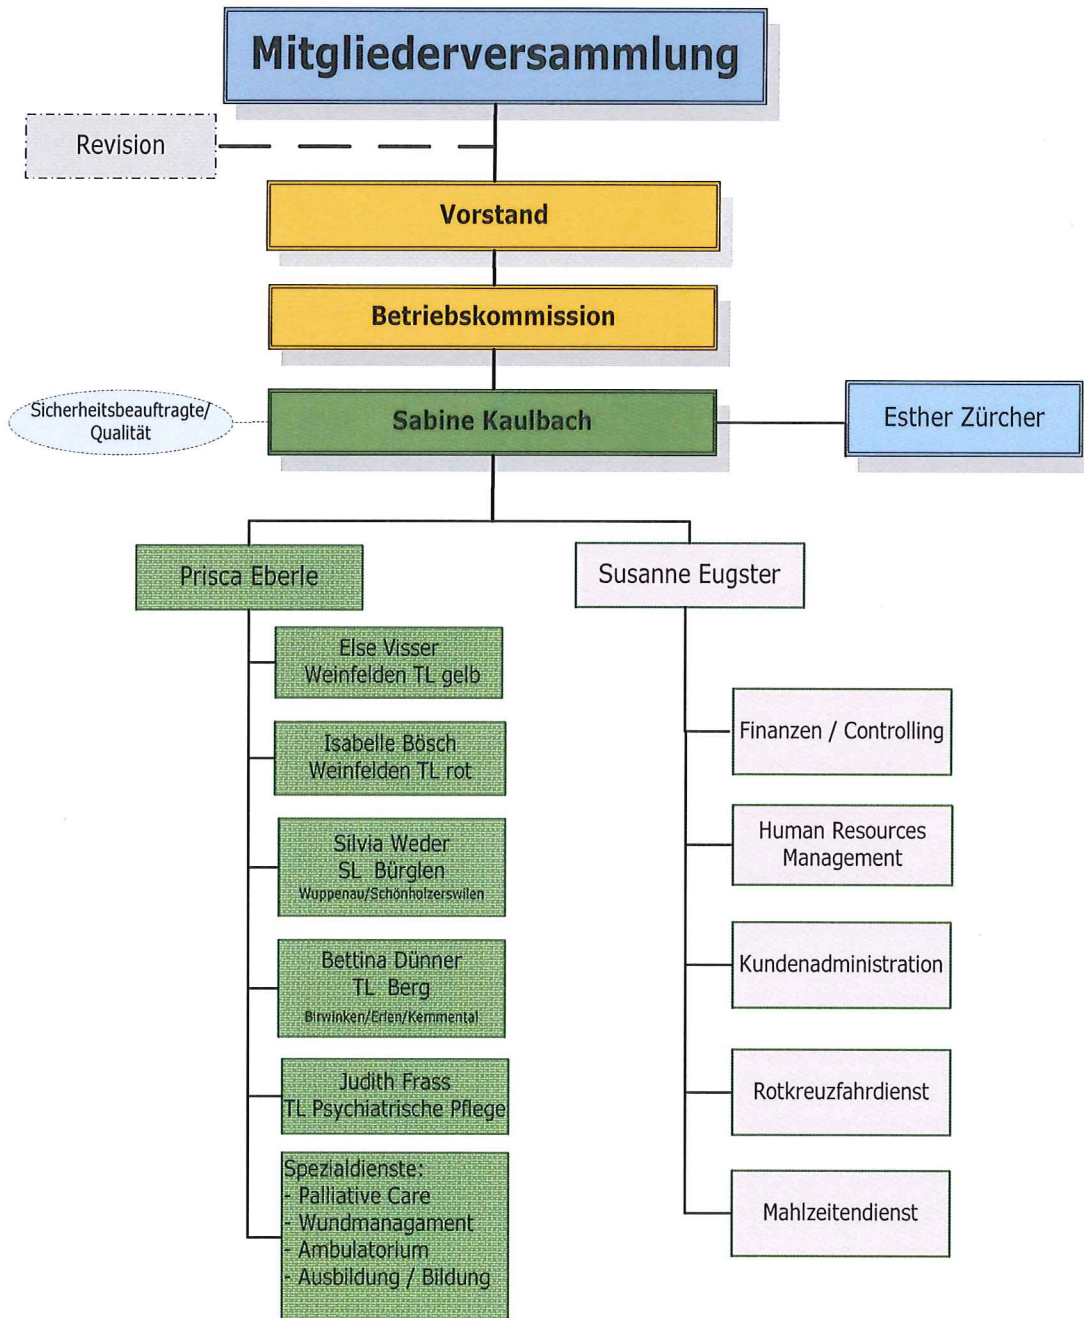 Mitgliederversammlung
Revision
Vorstand
Betriebskommission
Sicherheitsbeauftragte/
Qualität
Sabine Kaulbach
Esther Zürcher
Prisca Eberle
Susanne Eugster
Else Visser
Weinfelden TL gelb
Isabelle Bösch
Weinfelden TL rot
Silvia Weder
SL Bürglen
Wuppenau/Schönholzerswilen
Bettina Dünner
TL Berg
Birwinken/Erlen/Kemmental
Judith Frass
TL Psychiatrische Pflege
Spezialdienste:
- Palliative Care
- Wundmanagament
- Ambulatorium
- Ausbildung / Bildung
Finanzen / Controlling
Human Resources
Management
Kundenadministration
Rotkreuzfahrdienst
Mahlzeitendienst